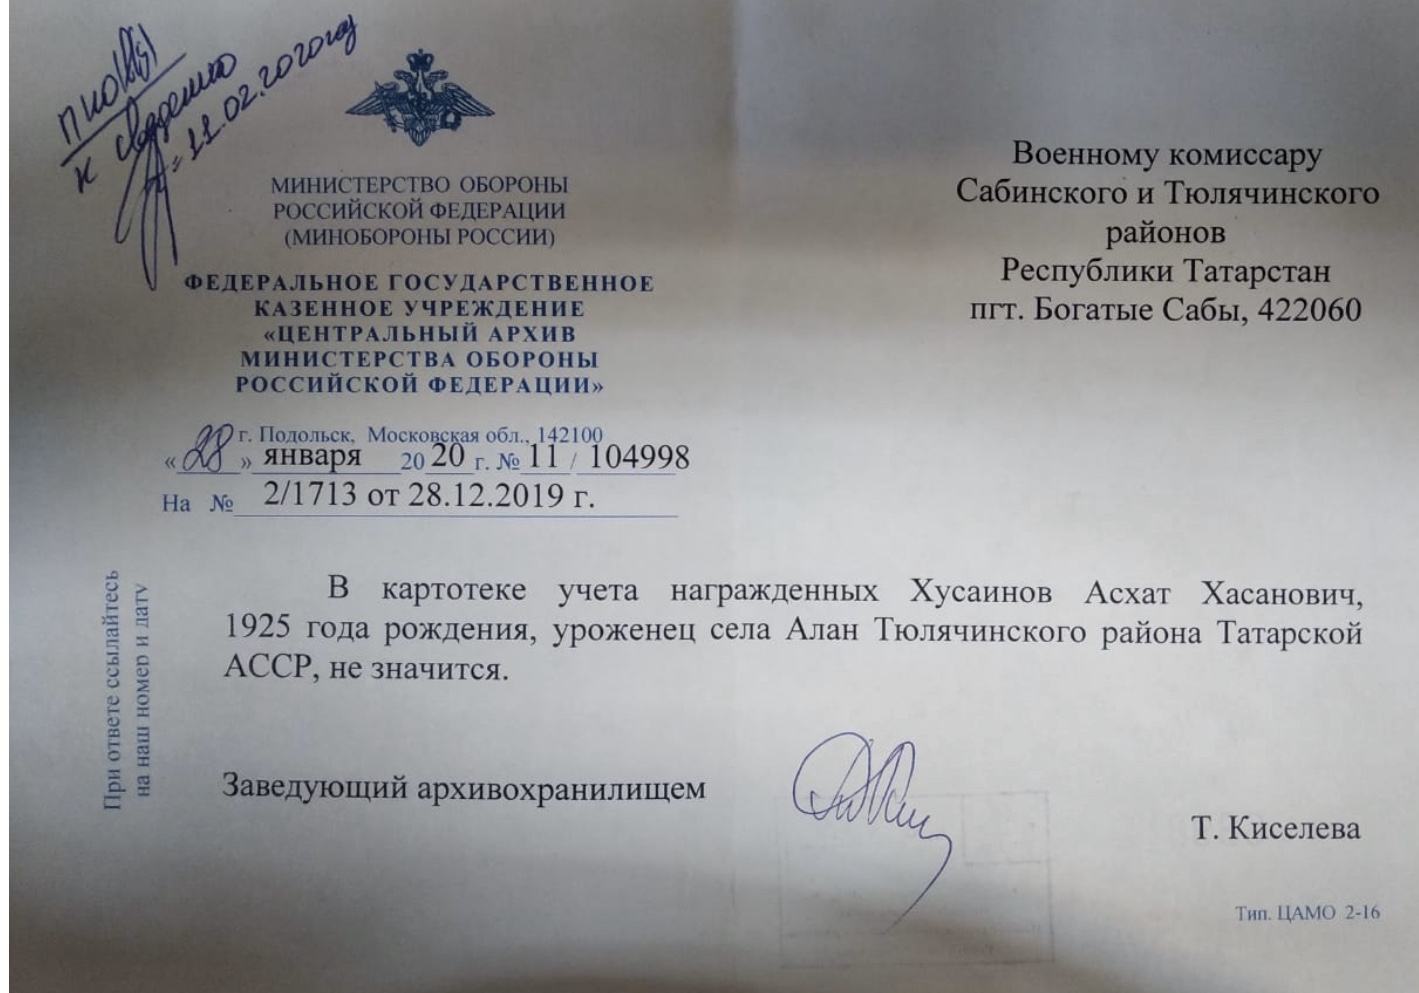 к сведению
11.02.2020год
МИНИСТЕРСТВО ОБОРОНЫ
РОССИЙСКОЙ ФЕДЕРАЦИИ
(МИНОБОРОНЫ РОССИИ)
ФЕДЕРАЛЬНОЕ ГОСУДАРСТВЕННОЕ
КАЗЕННОЕ УЧРЕЖДЕНИЕ
«ЦЕНТРАЛЬНЫЙ АРХИВ
МИНИСТЕРСТВА ОБОРОНЫ
РОССИЙСКОЙ ФЕДЕРАЦИИ»
г. Подольск, Московская обл., 142100
«28» января 2020 г. № 11 / 104998
На № 2/1713 от 28.12.2019 г.
Военному комиссару
Сабинского и Тюлячинского
районов
Республики Татарстан
пгт. Богатые Сабы, 422060
При ответе ссылайтесь
на наш номер и дату
В картотеке учета награжденных Хусаинов Асхат Хасанович,
1925 года рождения, уроженец села Алан Тюлячинского района Татарской
АССР, не значится.
Заведующий архивохранилищем
Т. Киселева
Тип. ЦАМО 2-16